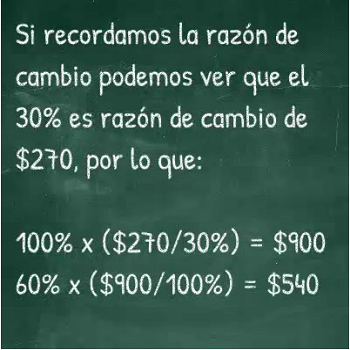 Si recordamos la razón de
cambio podemos ver que el
30% es razón de cambio de
$270, por lo que:
100% x ($270/30%) = $900
60% x ($900/100%) = $540